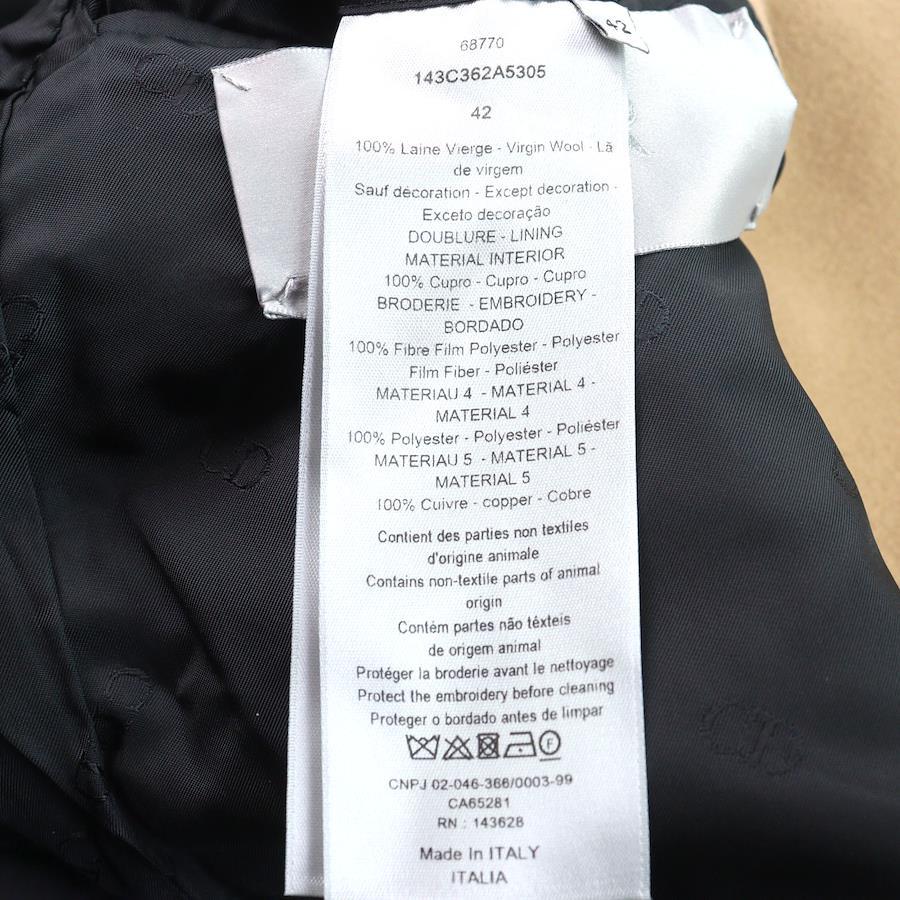 42
68770
143C362A5305
42
100% Laine Vierge - Virgin Wool - Lã
de virgem
Sauf décoration - Except decoration -
Exceto decoração
DOUBLURE - LINING
MATERIAL INTERIOR
100% Cupro - Cupro - Cupro
BRODERIE - EMBROIDERY -
BORDADO
100% Fibre Film Polyester - Polyester
Film Fiber - Poliéster
MATERIAU 4 - MATERIAL 4 -
MATERIAL 4
100% Polyester - Polyester - Poliéster
MATERIAU 5 - MATERIAL 5 -
MATERIAL 5
100% Cuivre - copper - Cobre
Contient des parties non textiles
d'origine animale
Contains non-textile parts of animal
origin
Contém partes não têxteis
de origem animal
Protéger la broderie avant le nettoyage
Protect the embroidery before cleaning
Proteger o bordado antes de limpar
F
CNPJ 02-046-366/0003-99
CA65281
RN : 143628
Made in ITALY
ITALIA